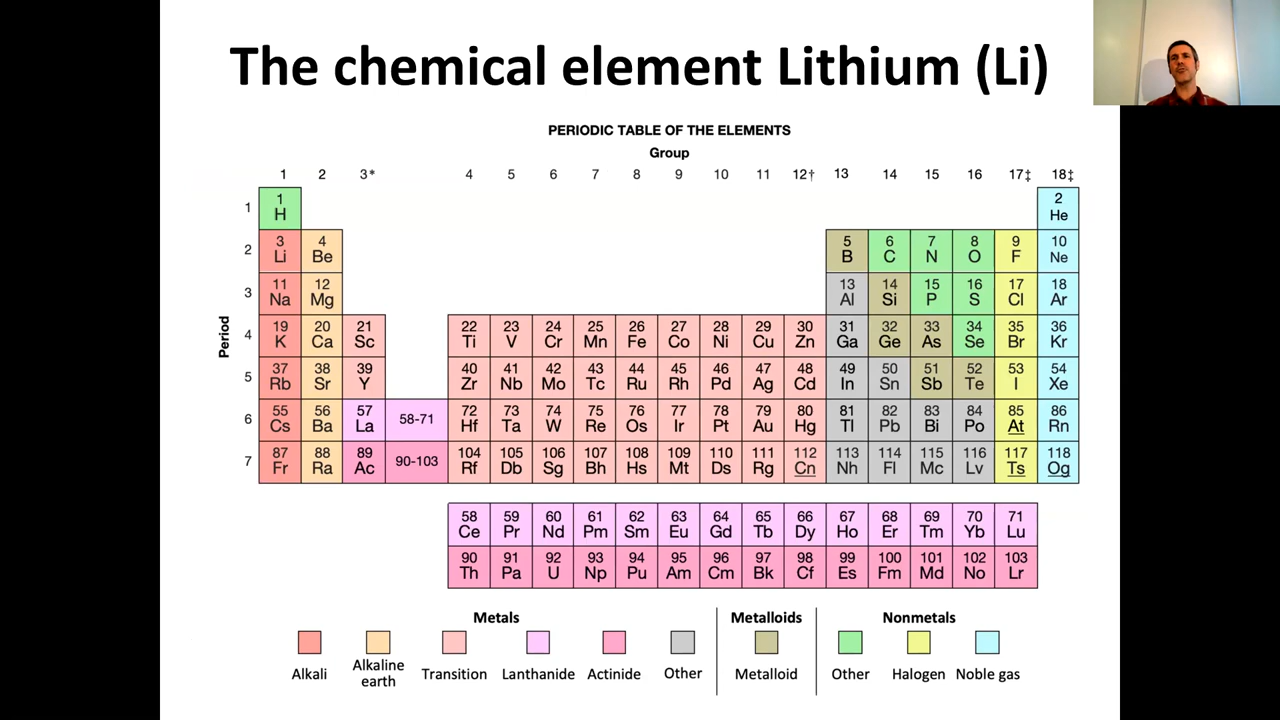 The chemical element Lithium (Li)
PERIODIC TABLE OF THE ELEMENTS
Group
1 2 3* 4 5 6 7 8 9 10 11 12† 13 14 15 16 17‡ 18‡
Period
1 1 2
H He
2 3 4 5 6 7 8 9 10
Li Be B C N O F Ne
3 11 12 13 14 15 16 17 18
Na Mg Al Si P S Cl Ar
4 19 20 21 22 23 24 25 26 27 28 29 30 31 32 33 34 35 36
K Ca Sc Ti V Cr Mn Fe Co Ni Cu Zn Ga Ge As Se Br Kr
5 37 38 39 40 41 42 43 44 45 46 47 48 49 50 51 52 53 54
Rb Sr Y Zr Nb Mo Tc Ru Rh Pd Ag Cd In Sn Sb Te I Xe
6 55 56 57 58-71 72 73 74 75 76 77 78 79 80 81 82 83 84 85 86
Cs Ba La Hf Ta W Re Os Ir Pt Au Hg Tl Pb Bi Po At Rn
7 87 88 89 90-103 104 105 106 107 108 109 110 111 112 113 114 115 116 117 118
Fr Ra Ac Rf Db Sg Bh Hs Mt Ds Rg Cn Nh Fl Mc Lv Ts Og
58 59 60 61 62 63 64 65 66 67 68 69 70 71
Ce Pr Nd Pm Sm Eu Gd Tb Dy Ho Er Tm Yb Lu
90 91 92 93 94 95 96 97 98 99 100 101 102 103
Th Pa U Np Pu Am Cm Bk Cf Es Fm Md No Lr
Metals Metalloids Nonmetals
Alkali Alkaline earth Transition Lanthanide Actinide Other Metalloid Other Halogen Noble gas